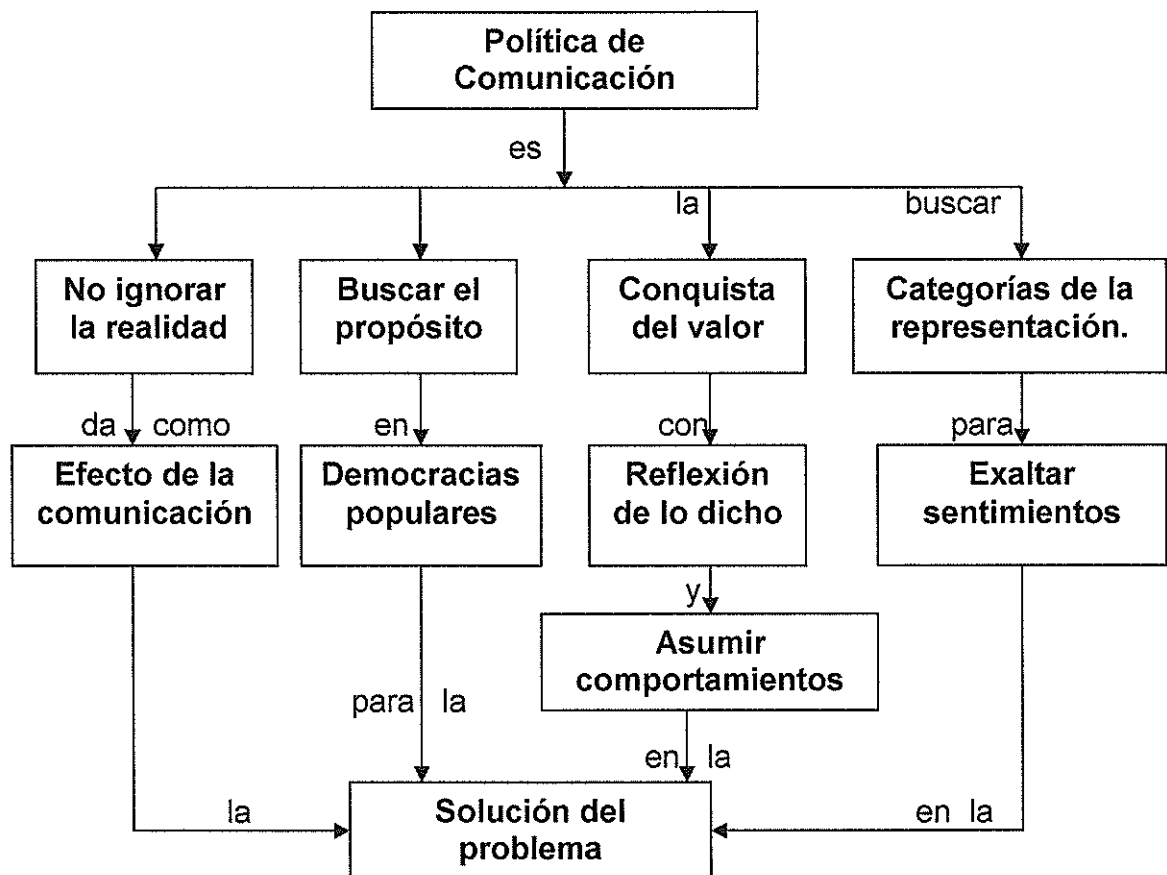 Política de
Comunicación
es
la
buscar
No ignorar
la realidad
Buscar el
propósito
Conquista
del valor
Categorías de la
representación.
da como
en
con
para
Efecto de la
comunicación
Democracias
populares
Reflexión
de lo dicho
Exaltar
sentimientos
y
Asumir
comportamientos
para la
en la
la
Solución del
problema
en la